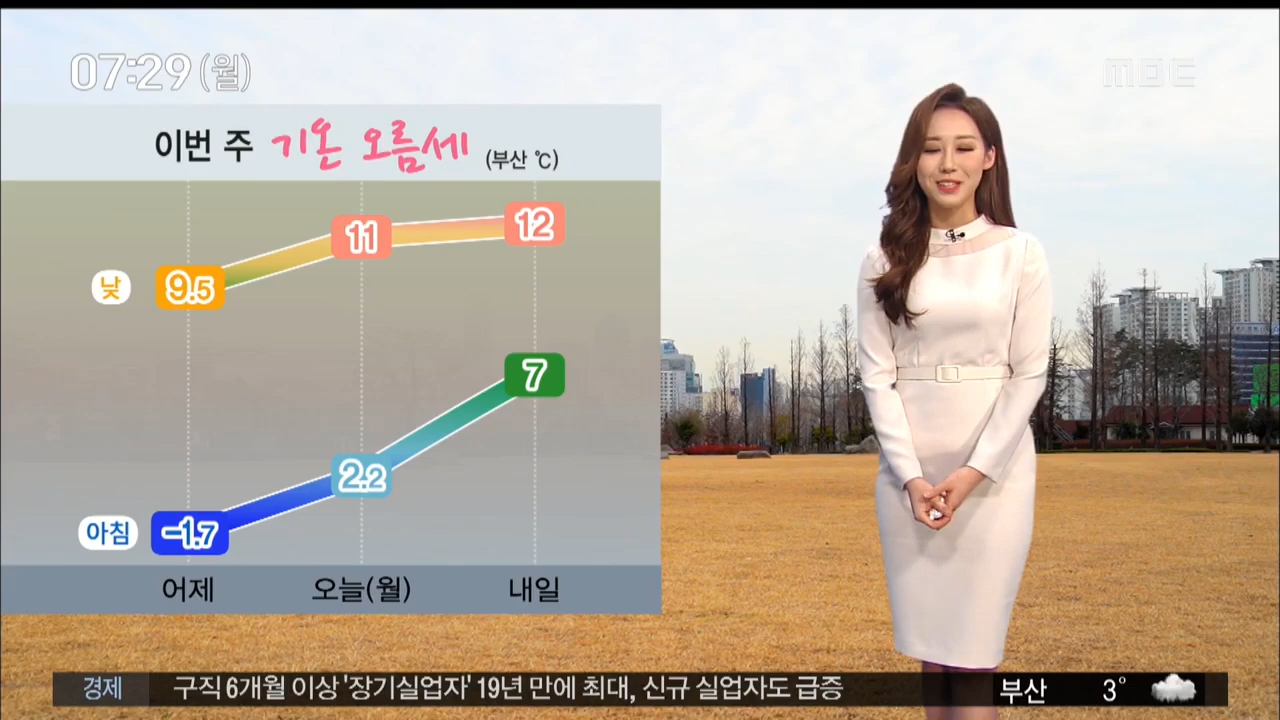 07:29(월)
MBC
이번 주 기온 오름세 (부산 ℃)
낮 9.5 11 12
아침 -1.7 2.2 7
어제 오늘(월) 내일
경제 구직 6개월 이상 '장기실업자' 19년 만에 최대, 신규 실업자도 급증
부산 3°